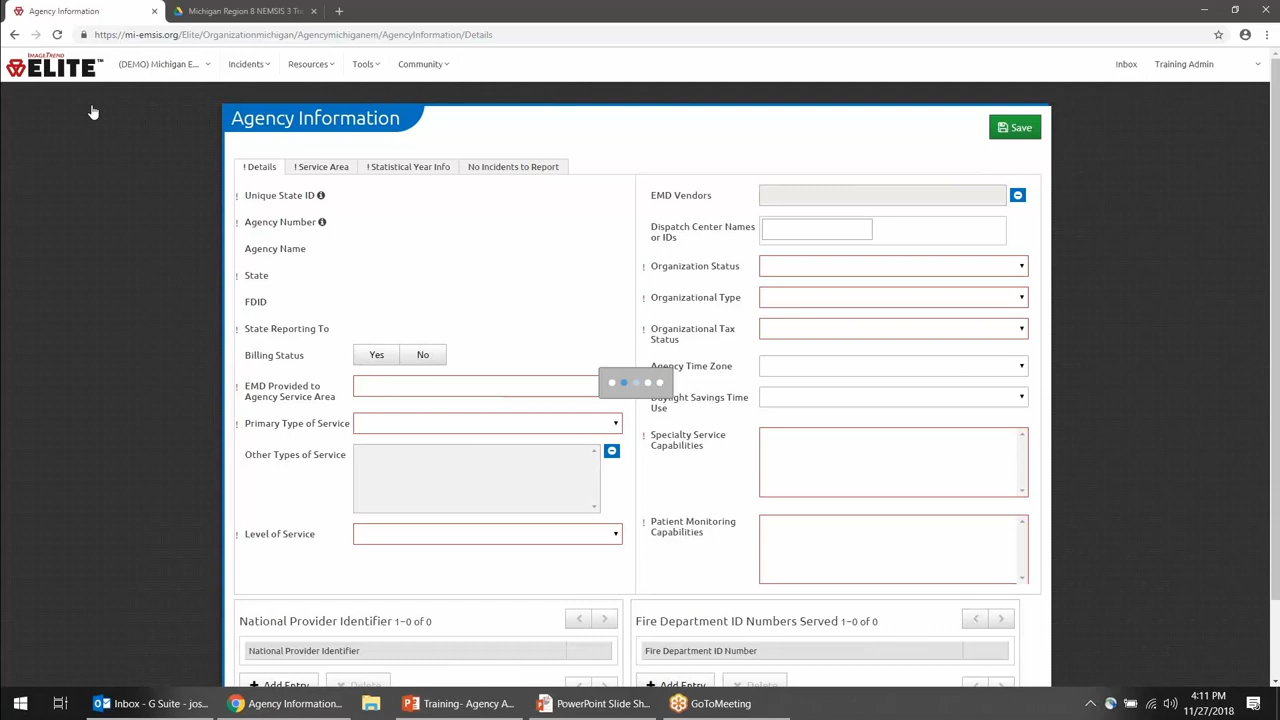 Agency Information
Michigan Region 8 NEMSIS 3 Tra
https://mi-emsis.org/Elite/Organizationmichigan/Agencymichiganem/AgencyInformation/Details
IMAGETREND
ELITE™
(DEMO) Michigan E...
Incidents
Resources
Tools
Community
Inbox
Training Admin
Agency Information
Save
! Details
! Service Area
! Statistical Year Info
No Incidents to Report
! Unique State ID
! Agency Number
Agency Name
! State
FDID
! State Reporting To
Billing Status
Yes
No
! EMD Provided to
Agency Service Area
! Primary Type of Service
Other Types of Service
! Level of Service
EMD Vendors
Dispatch Center Names
or IDs
! Organization Status
! Organizational Type
! Organizational Tax
Status
Agency Time Zone
Daylight Savings Time
Use
! Specialty Service
Capabilities
! Patient Monitoring
Capabilities
National Provider Identifier 1-0 of 0
National Provider Identifier
Add Entry
Delete
Fire Department ID Numbers Served 1-0 of 0
Fire Department ID Number
Add Entry
Delete
Inbox - G Suite - jos...
Agency Information...
Training- Agency A...
PowerPoint Slide Sh...
GoToMeeting
4:11 PM
11/27/2018